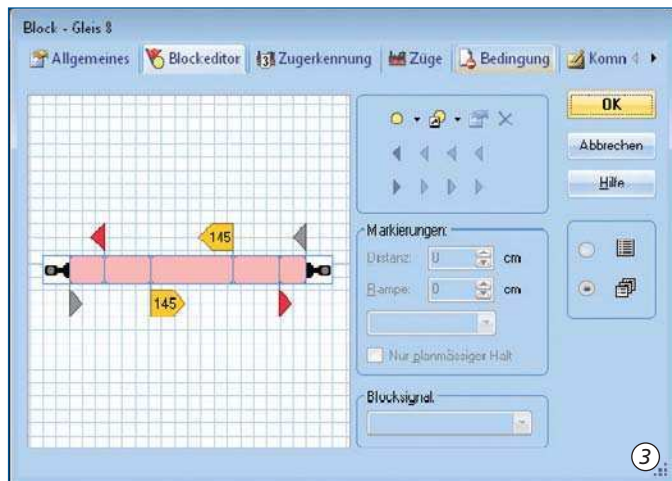 Block - Gleis 8
Allgemeines Blockeditor Zugerkennung Züge Bedingung Komn
OK
Abbrechen
Hilfe
145
145
Markierungen:
Distanz: 0 cm
Rampe: 0 cm
Nur planmässiger Halt
Blocksignal:
3